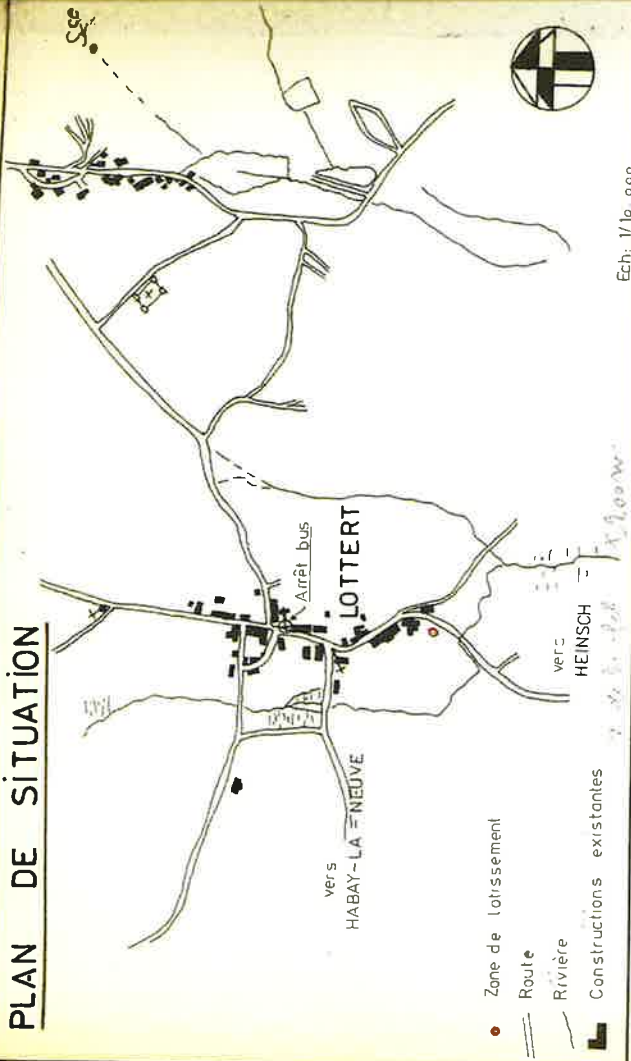 PLAN DE SiTUATION
Arrêt bus
LOTTERT
vers
HEINSCH
vers
HABAY-LA-NEUVE
Zone de lotissement
Route
Rivière
Constructions existantes
Ech: 1/10.000